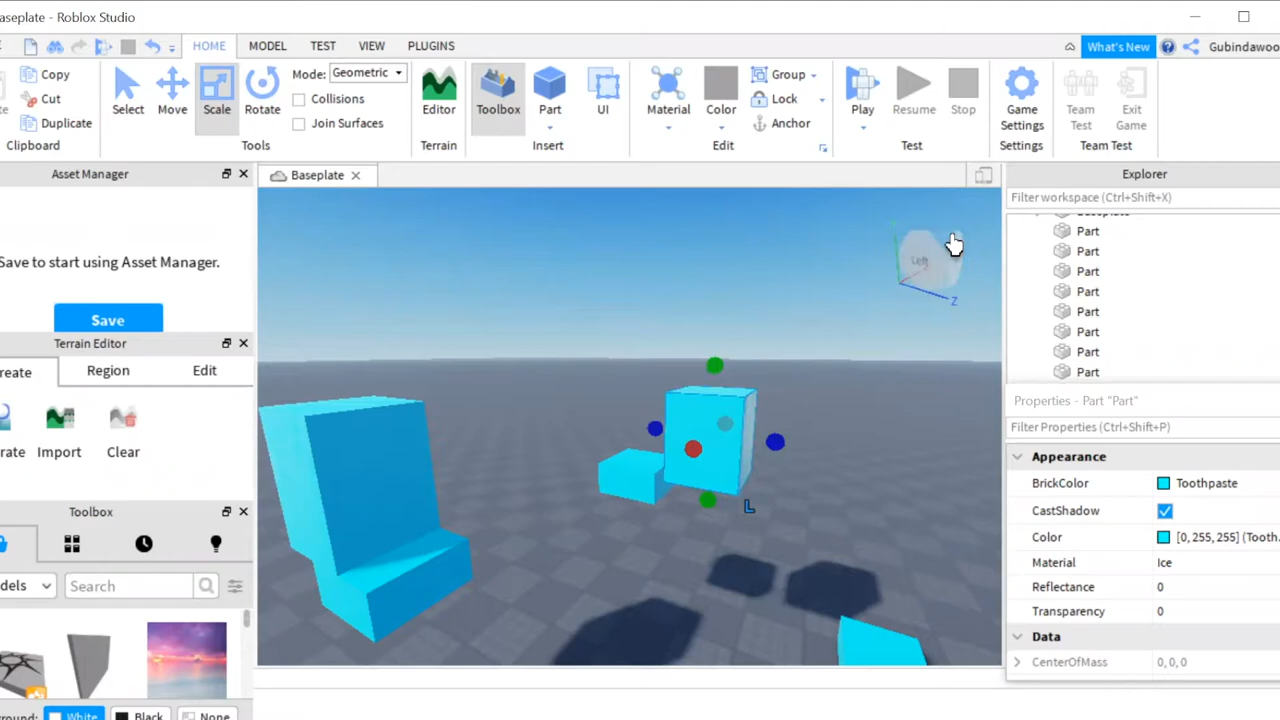 aseplate - Roblox Studio
HOME MODEL TEST VIEW PLUGINS What's New Gubindawoo
Copy
Cut
Duplicate
Clipboard
Select Move Scale Rotate
Mode: Geometric
Collisions
Join Surfaces
Tools
Editor
Terrain
Toolbox Part UI
Insert
Material Color
Group
Lock
Anchor
Edit
Play Resume Stop
Test
Game Settings
Settings
Team Test Exit Game
Team Test
Asset Manager
Save to start using Asset Manager.
Save
Terrain Editor
reate Region Edit
rate Import Clear
Toolbox
dels Search
ground: White Black None
Baseplate
Left
Z
L
Explorer
Filter workspace (Ctrl+Shift+X)
Baseplate
Part
Part
Part
Part
Part
Part
Part
Part
Properties - Part "Part"
Filter Properties (Ctrl+Shift+P)
Appearance
BrickColor Toothpaste
CastShadow
Color [0, 255, 255] (Tooth...
Material Ice
Reflectance 0
Transparency 0
Data
CenterOfMass 0, 0, 0